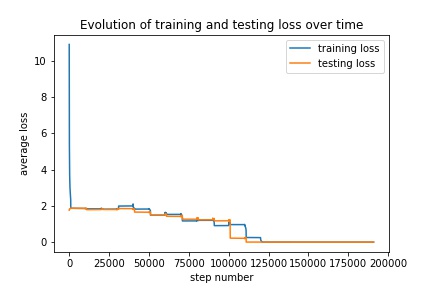 Evolution of training and testing loss over time
training loss
testing loss
average loss
10
8
6
4
2
0
0 25000 50000 75000 100000 125000 150000 175000 200000
step number